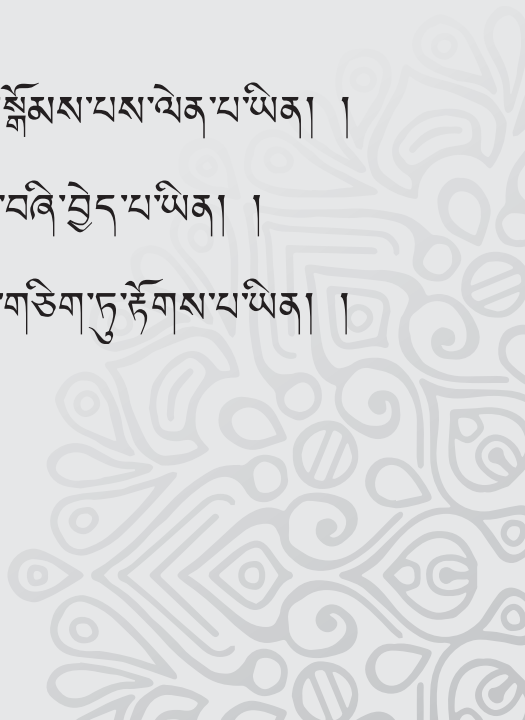 སྒོམས་པས་ལེན་པ་ཡིན། །
བཞི་བྱེད་པ་ཡིན། །
གཅིག་ཏུ་རྟོགས་པ་ཡིན། །